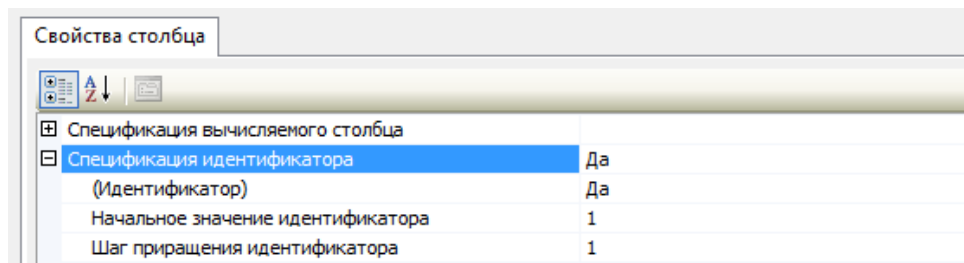 Свойства столбца
A
Z
Спецификация вычисляемого столбца
Спецификация идентификатора Да
(Идентификатор) Да
Начальное значение идентификатора 1
Шаг приращения идентификатора 1